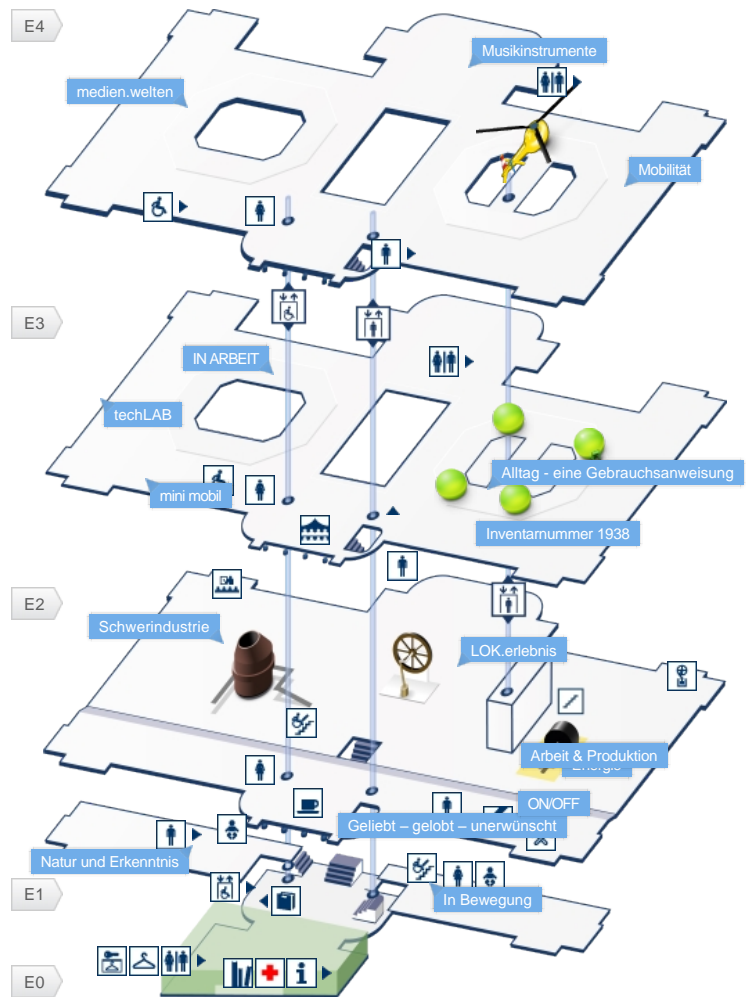 E4
Musikinstrumente
medien.welten
Mobilität
E3
IN ARBEIT
techLAB
Alltag - eine Gebrauchsanweisung
mini mobil
Inventarnummer 1938
E2
Schwerindustrie
LOK.erlebnis
Arbeit & Produktion
ON/OFF
Geliebt – gelobt – unerwünscht
Natur und Erkenntnis
E1
In Bewegung
E0